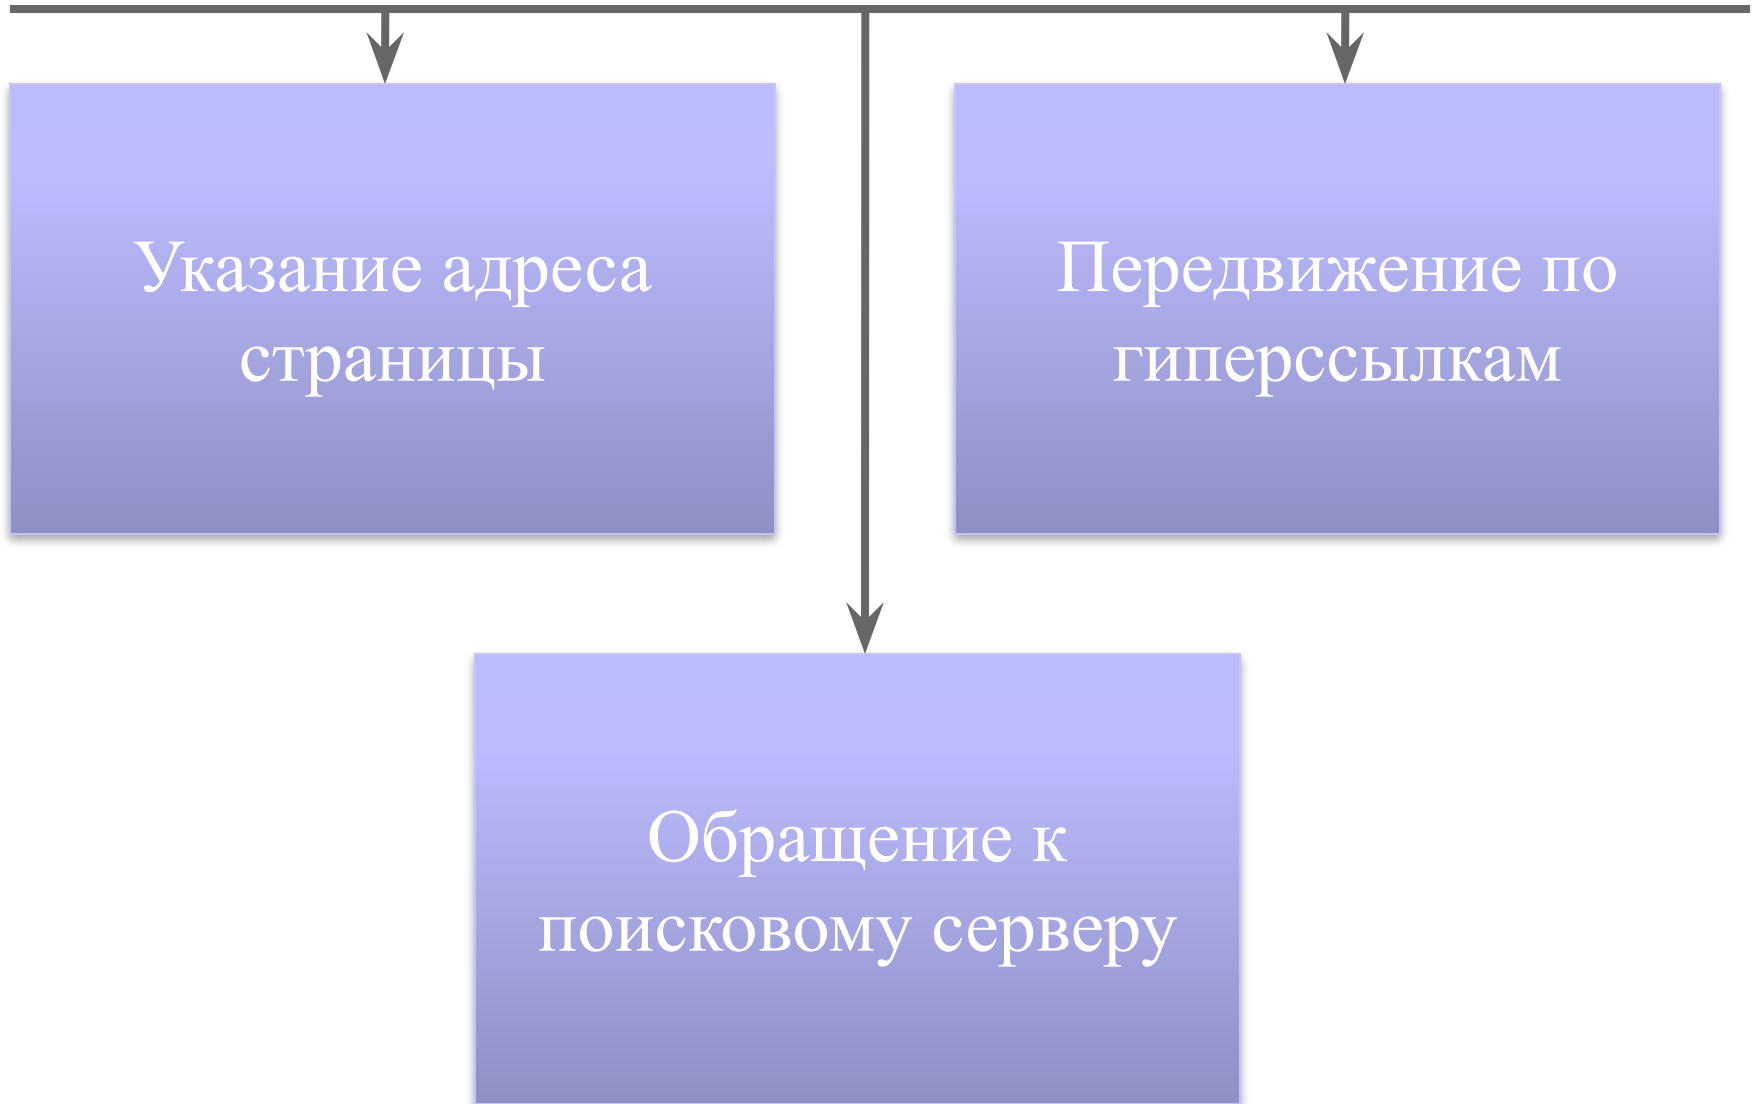 Указание адреса
страницы
Передвижение по
гиперссылкам
Обращение к
поисковому серверу